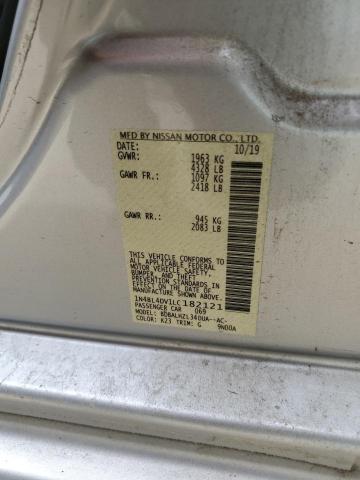 MFD BY NISSAN MOTOR CO., LTD.
DATE: 10/19
GVWR: 1963 KG
4328 LB
GAWR FR: 1097 KG
2418 LB
GAWR RR: 945 KG
2083 LB
THIS VEHICLE CONFORMS TO ALL
APPLICABLE U.S. FEDERAL
MOTOR VEHICLE SAFETY,
BUMPER, AND THEFT
PREVENTION STANDARDS IN
EFFECT ON THE DATE OF
MANUFACTURE SHOWN ABOVE.
1N4BL4DV1LC182121
PASSENGER CAR 069
MODEL: BDBALHZL34UUA--AC-
COLOR: K23 TRIM: G 9N00A